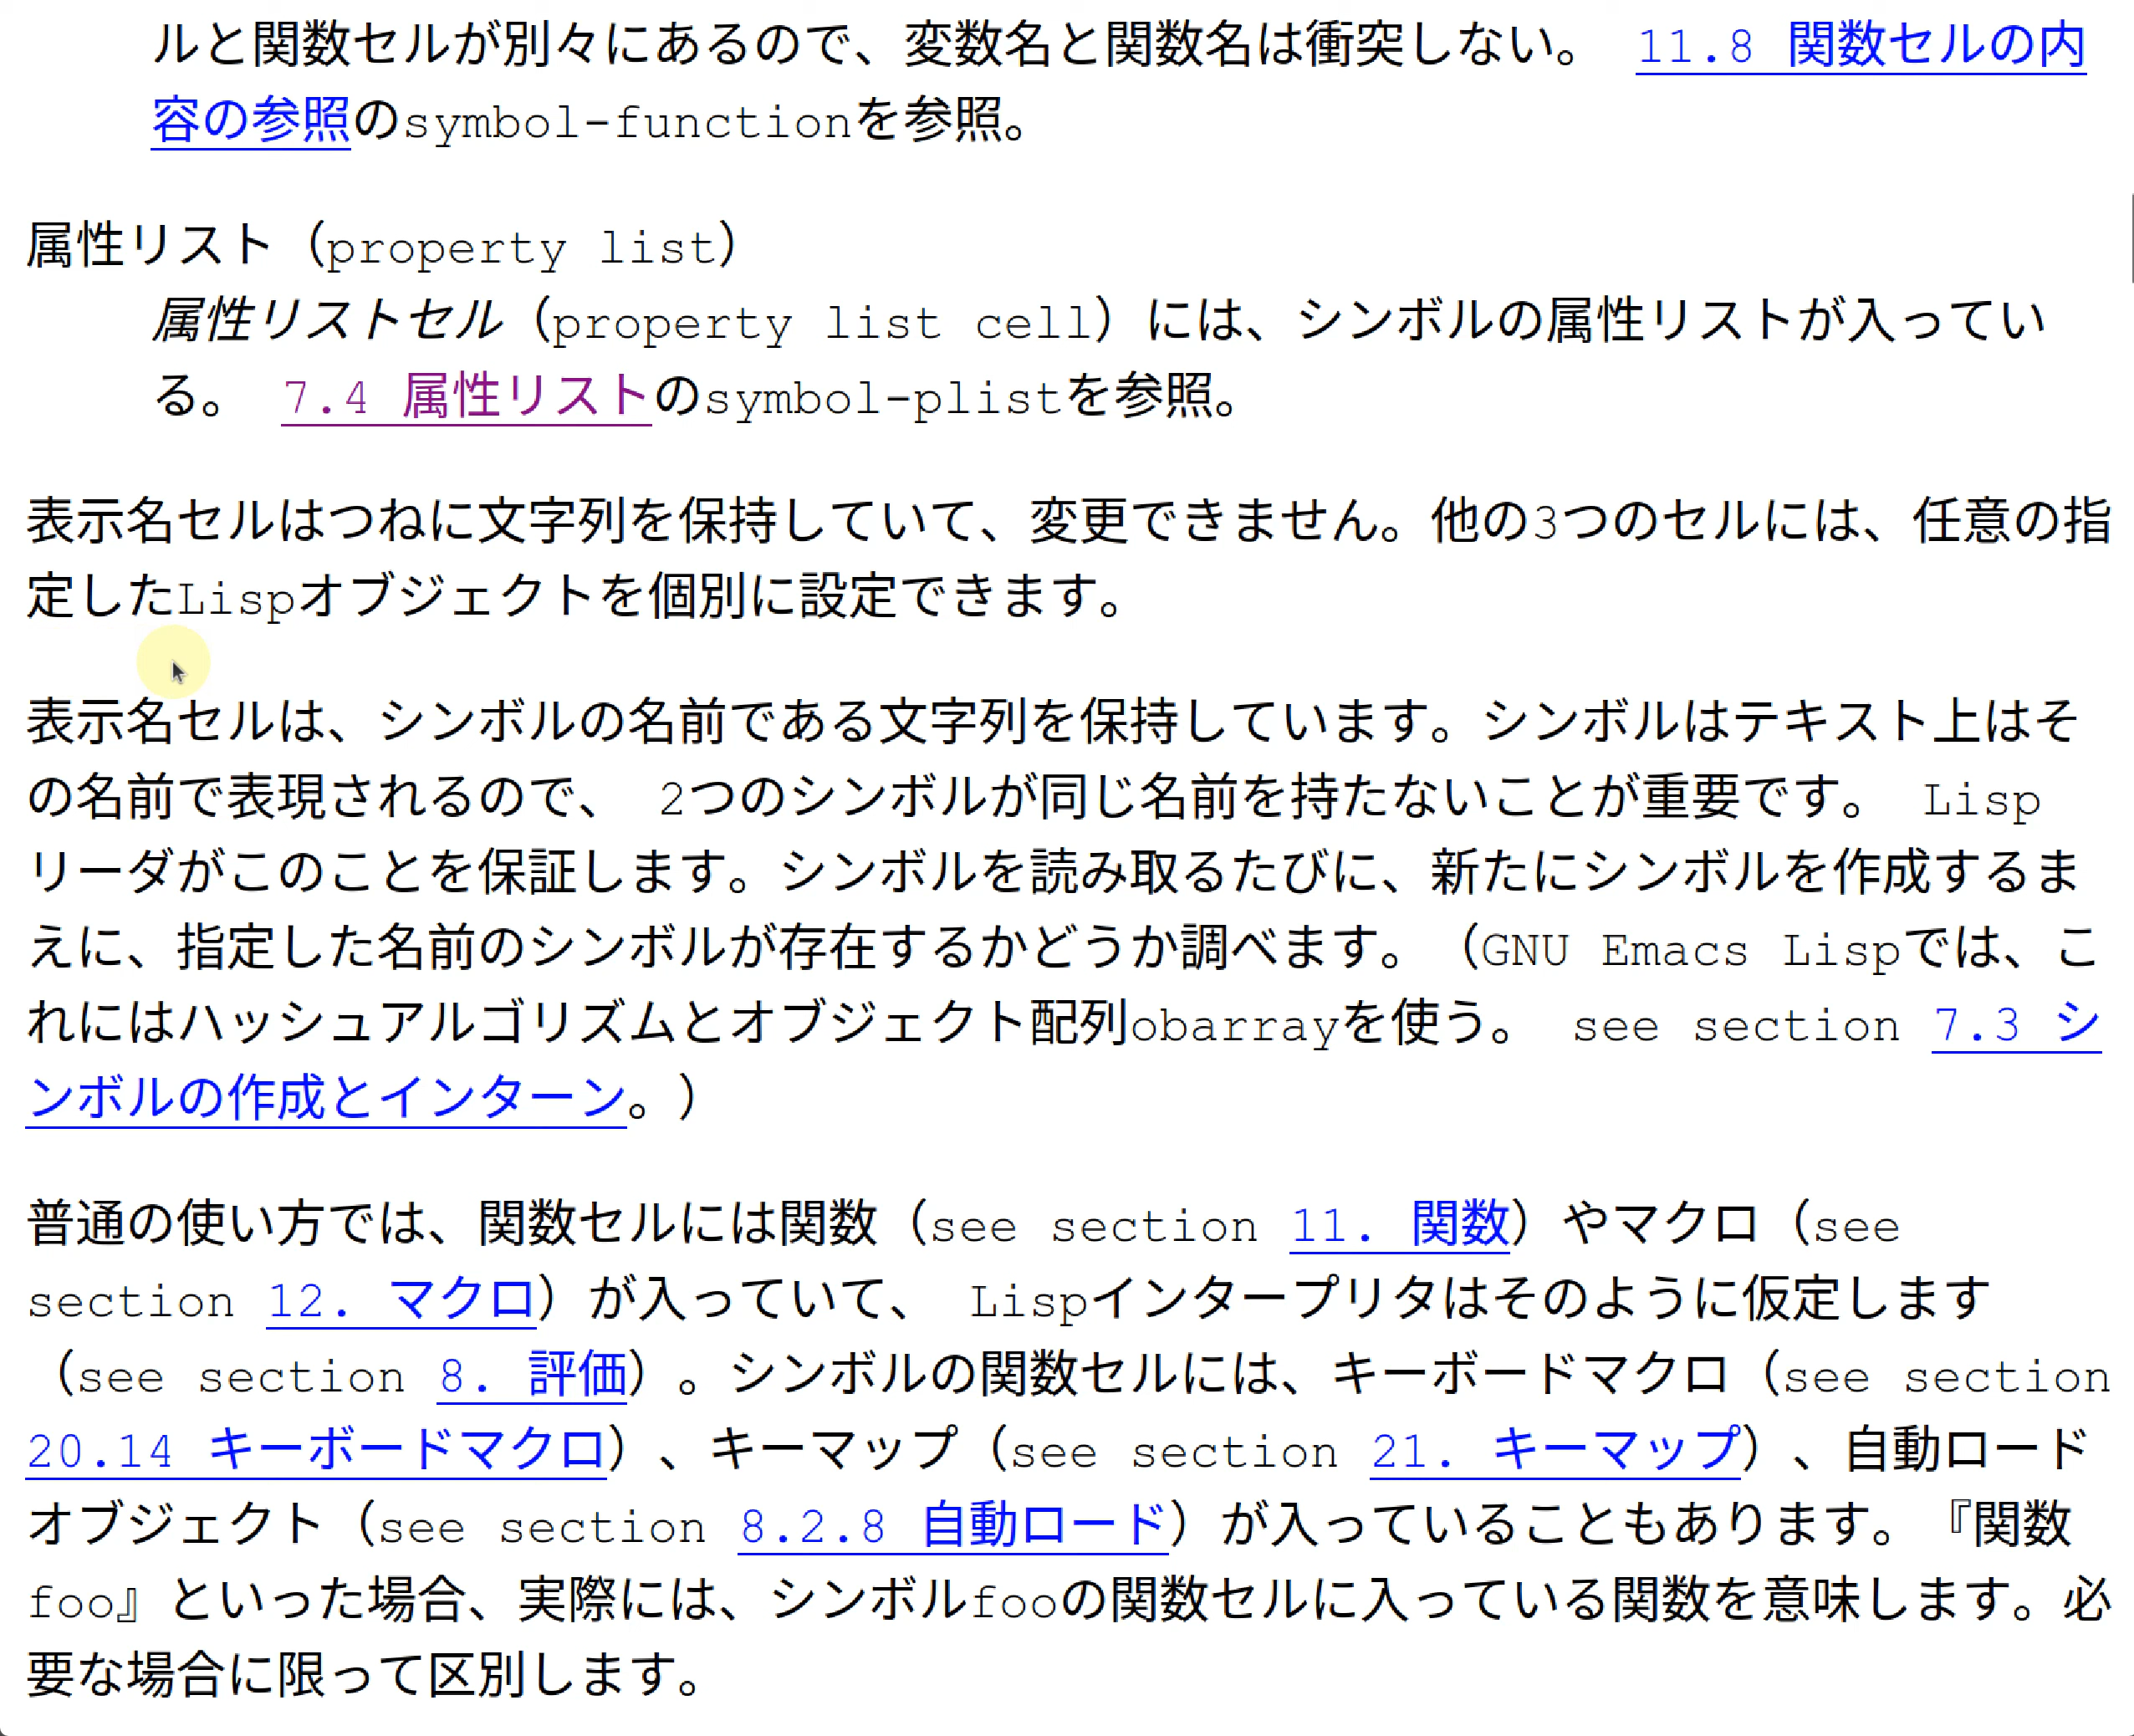 ルと関数セルが別々にあるので、変数名と関数名は衝突しない。 11.8 関数セルの内
容の参照のsymbol-functionを参照。
属性リスト（property list）
属性リストセル（property list cell）には、シンボルの属性リストが入ってい
る。 7.4 属性リストのsymbol-plistを参照。
表示名セルはつねに文字列を保持していて、変更できません。他の3つのセルには、任意の指
定したLispオブジェクトを個別に設定できます。
表示名セルは、シンボルの名前である文字列を保持しています。シンボルはテキスト上はそ
の名前で表現されるので、 2つのシンボルが同じ名前を持たないことが重要です。 Lisp
リーダがこのことを保証します。シンボルを読み取るたびに、新たにシンボルを作成するま
えに、指定した名前のシンボルが存在するかどうか調べます。（GNU Emacs Lispでは、こ
れにはハッシュアルゴリズムとオブジェクト配列obarrayを使う。 see section 7.3 シ
ンボルの作成とインターン。）
普通の使い方では、関数セルには関数（see section 11. 関数）やマクロ（see
section 12. マクロ）が入っていて、 Lispインタープリタはそのように仮定します
（see section 8. 評価）。シンボルの関数セルには、キーボードマクロ（see section
20.14 キーボードマクロ）、キーマップ（see section 21. キーマップ）、自動ロード
オブジェクト（see section 8.2.8 自動ロード）が入っていることもあります。『関数
foo』といった場合、実際には、シンボルfooの関数セルに入っている関数を意味します。必
要な場合に限って区別します。